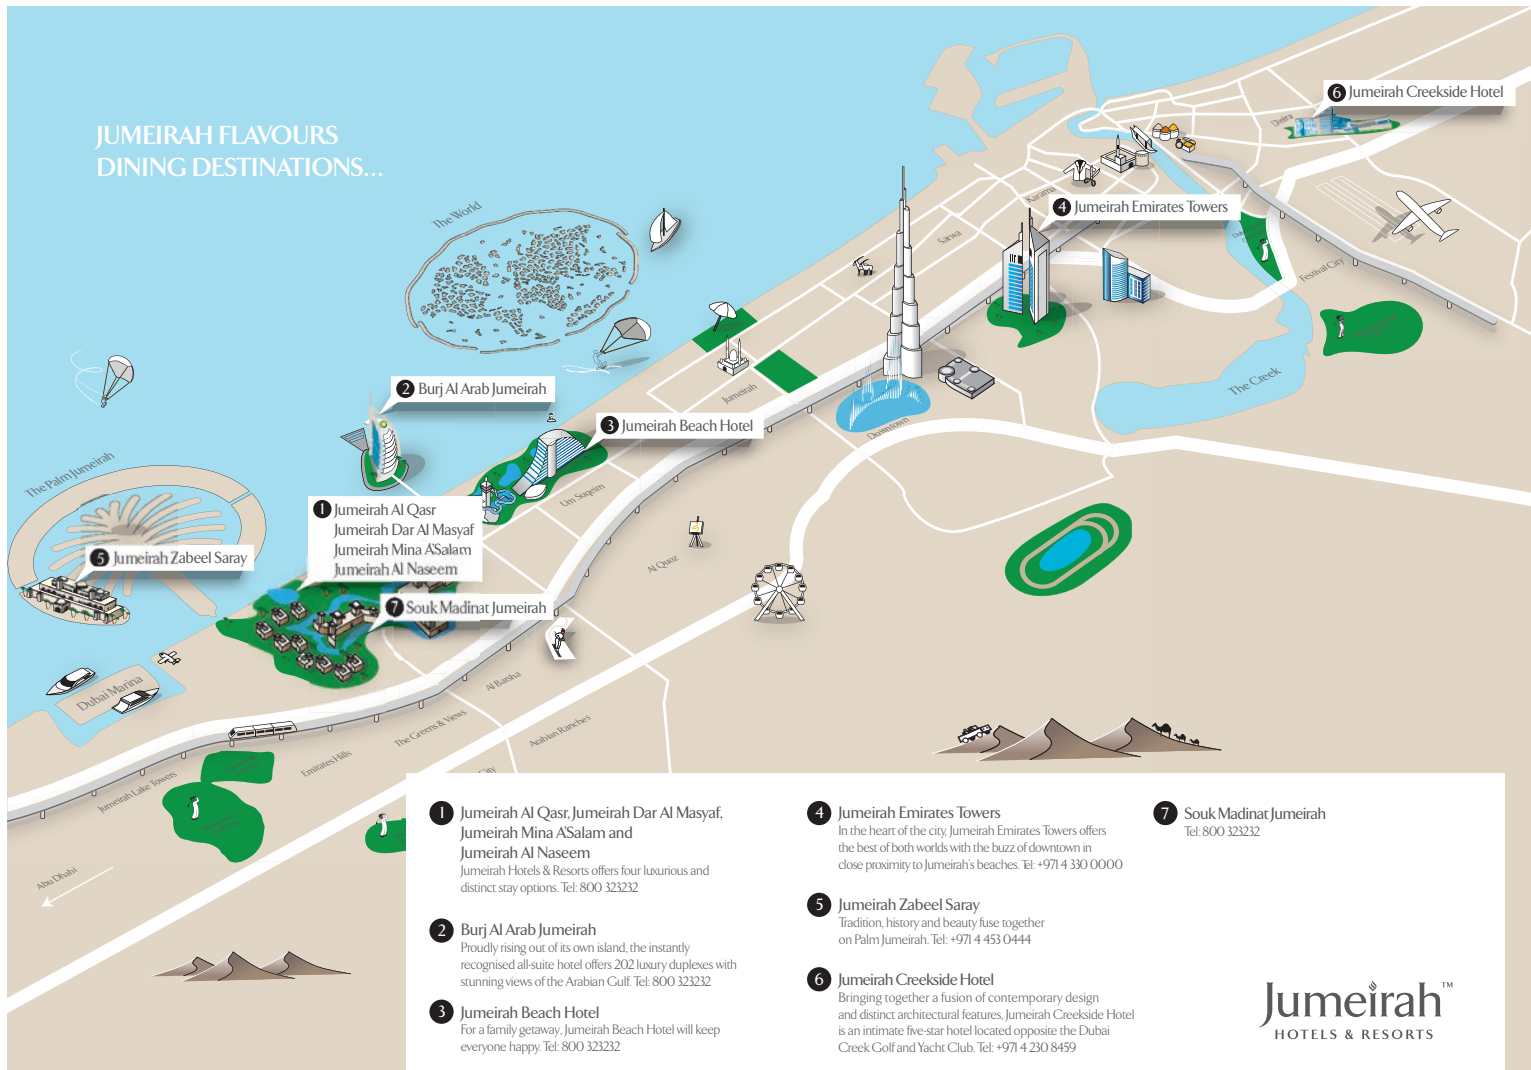 JUMEIRAH FLAVOURS
DINING DESTINATIONS...
6 Jumeirah Creekside Hotel
Deira
Karama
4 Jumeirah Emirates Towers
The World
Satwa
Festival City
The Creek
2 Burj Al Arab Jumeirah
Jumeirah
3 Jumeirah Beach Hotel
Downtown
The Palm Jumeirah
Um Suqeim
1 Jumeirah Al Qasr
Jumeirah Dar Al Masyaf
Jumeirah Mina A'Salam
Jumeirah Al Naseem
5 Jumeirah Zabeel Saray
Al Quoz
7 Souk Madinat Jumeirah
Dubai Marina
Al Barsha
The Greens & Views
Arabian Ranches
Emirates Hills
Jumeirah Lake Towers
City
Abu Dhabi
1 Jumeirah Al Qasr, Jumeirah Dar Al Masyaf,
Jumeirah Mina A'Salam and
Jumeirah Al Naseem
Jumeirah Hotels & Resorts offers four luxurious and
distinct stay options. Tel: 800 323232
2 Burj Al Arab Jumeirah
Proudly rising out of its own island, the instantly
recognised all-suite hotel offers 202 luxury duplexes with
stunning views of the Arabian Gulf. Tel: 800 323232
3 Jumeirah Beach Hotel
For a family getaway, Jumeirah Beach Hotel will keep
everyone happy. Tel: 800 323232
4 Jumeirah Emirates Towers
In the heart of the city, Jumeirah Emirates Towers offers
the best of both worlds with the buzz of downtown in
close proximity to Jumeirah's beaches. Tel: +971 4 330 0000
5 Jumeirah Zabeel Saray
Tradition, history and beauty fuse together
on Palm Jumeirah. Tel: +971 4 453 0444
6 Jumeirah Creekside Hotel
Bringing together a fusion of contemporary design
and distinct architectural features, Jumeirah Creekside Hotel
is an intimate five-star hotel located opposite the Dubai
Creek Golf and Yacht Club. Tel: +971 4 230 8459
7 Souk Madinat Jumeirah
Tel: 800 323232
Jumeirah™
HOTELS & RESORTS